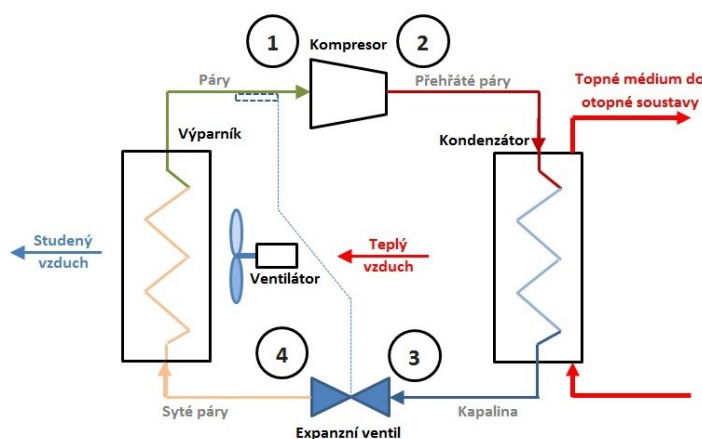 1
Kompresor
2
Páry
Přehřáté páry
Topné médium do
otopné soustavy
Výparník
Kondenzátor
Studený
vzduch
Ventilátor
Teplý
vzduch
4
3
Syté páry
Kapalina
Expanzní ventil